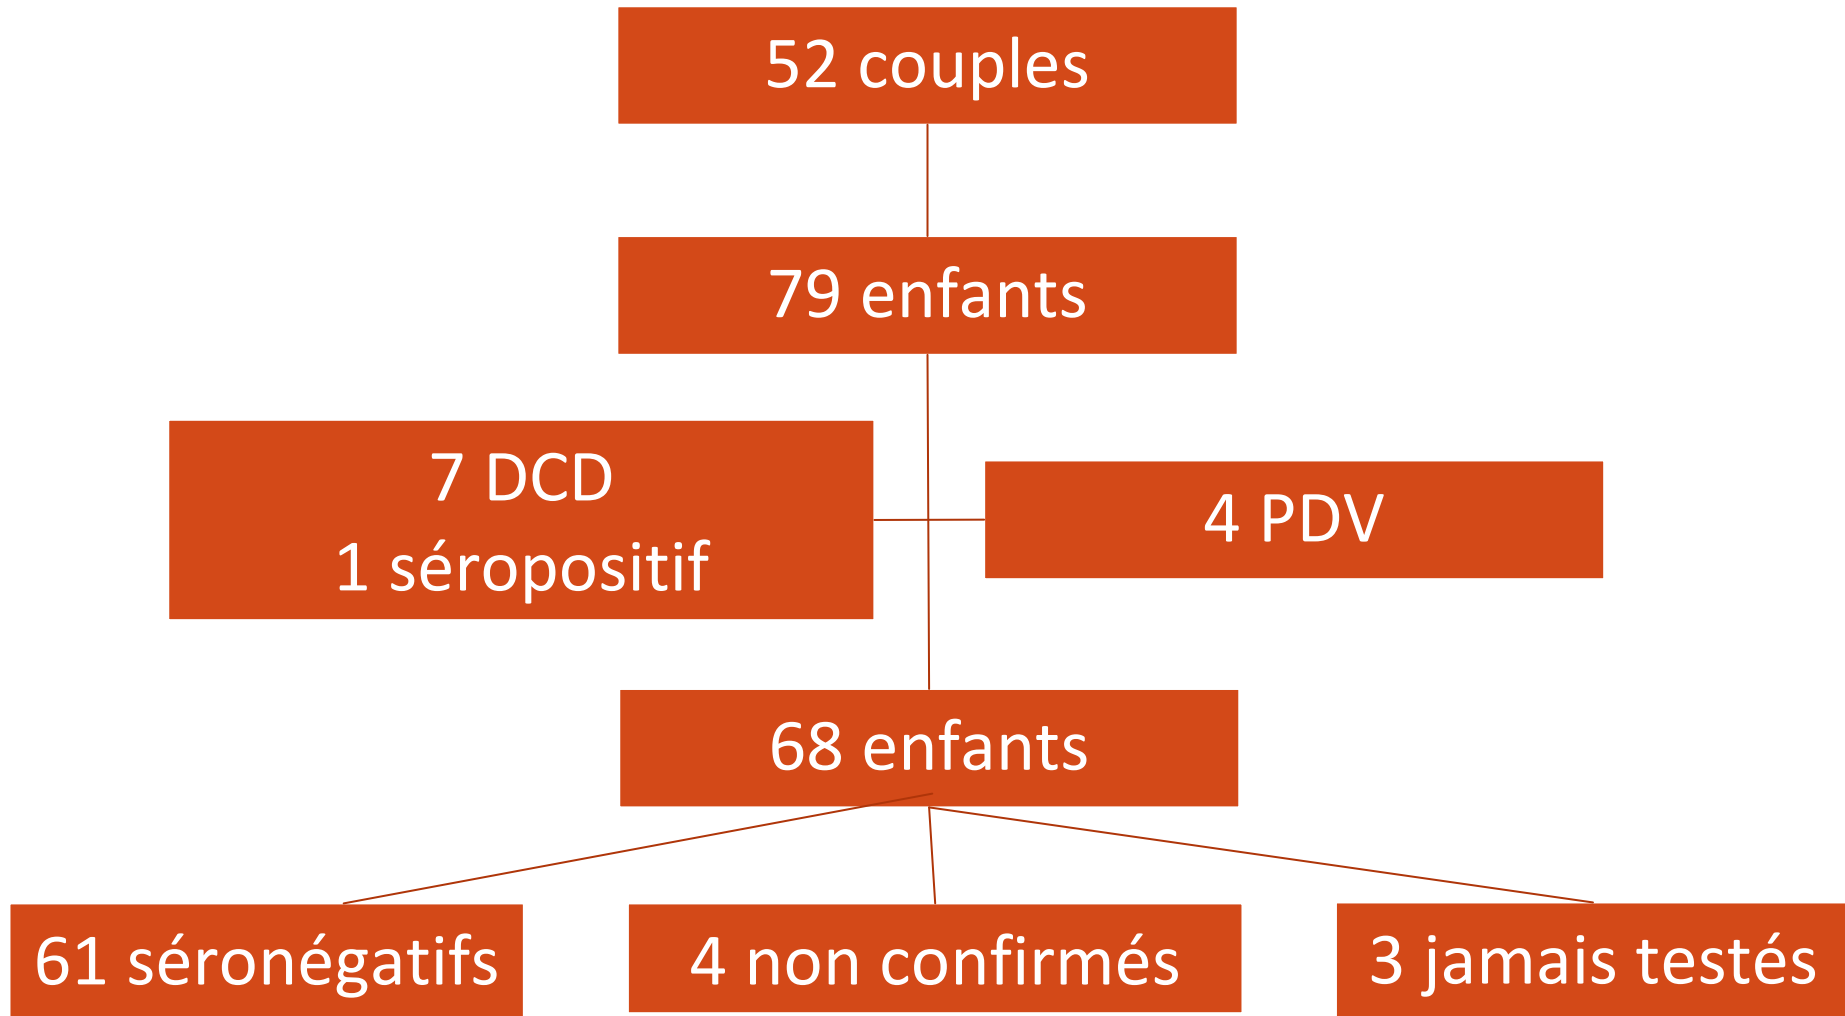 52 couples
79 enfants
7 DCD
1 séropositif
4 PDV
68 enfants
61 séronégatifs
4 non confirmés
3 jamais testés